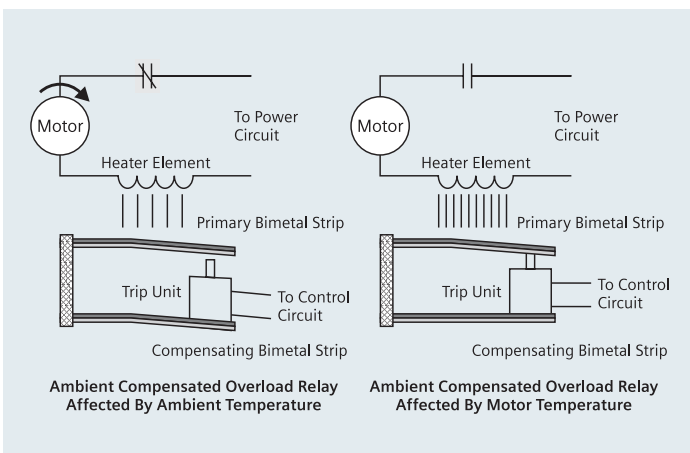 Motor
To Power
Circuit
Heater Element
Primary Bimetal Strip
Trip Unit
To Control
Circuit
Compensating Bimetal Strip
Ambient Compensated Overload Relay
Affected By Ambient Temperature
Motor
To Power
Circuit
Heater Element
Primary Bimetal Strip
Trip Unit
To Control
Circuit
Compensating Bimetal Strip
Ambient Compensated Overload Relay
Affected By Motor Temperature